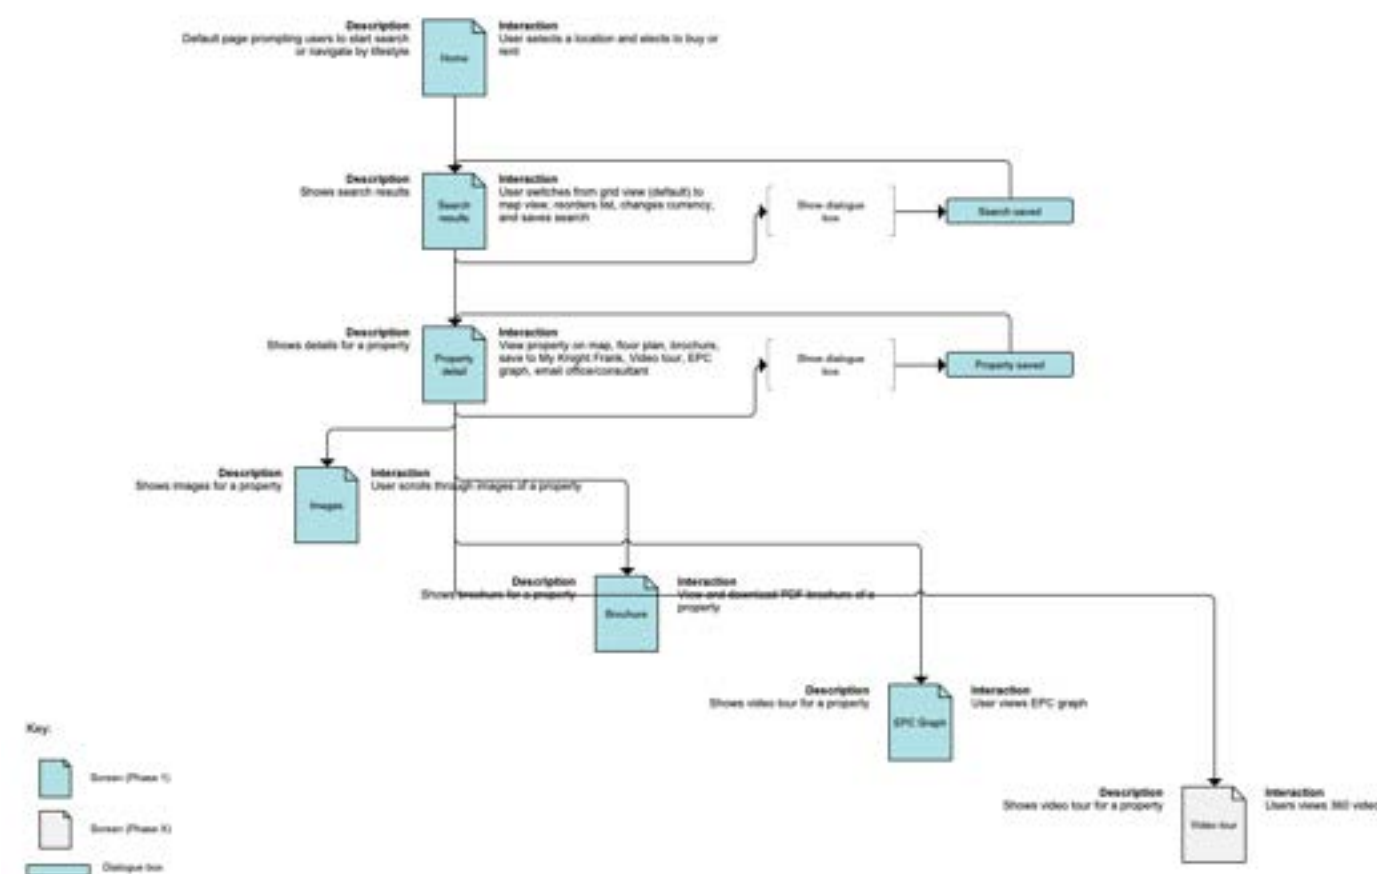 Description
Default page prompting users to start search
or navigate by lifestyle
Home
Interaction
User selects a location and elects to buy or
rent
Description
Shows search results
Search
results
Interaction
User switches from grid view (default) to
map view, reorders list, changes currency,
and saves search
Show dialogue
box
Search saved
Description
Shows details for a property
Property
detail
Interaction
View property on map, floor plan, brochure,
save to My Knight Frank, Video tour, EPC
graph, email office/consultant
Show dialogue
box
Property saved
Description
Shows images for a property
Images
Interaction
User scrolls through images of a property
Description
Shows brochure for a property
Brochure
Interaction
View and download PDF brochure of a
property
Description
Shows video tour for a property
EPC Graph
Interaction
User views EPC graph
Description
Shows video tour for a property
Video tour
Interaction
Users views 360 video
Key:
Screen (Phase 1)
Screen (Phase X)
Dialogue box